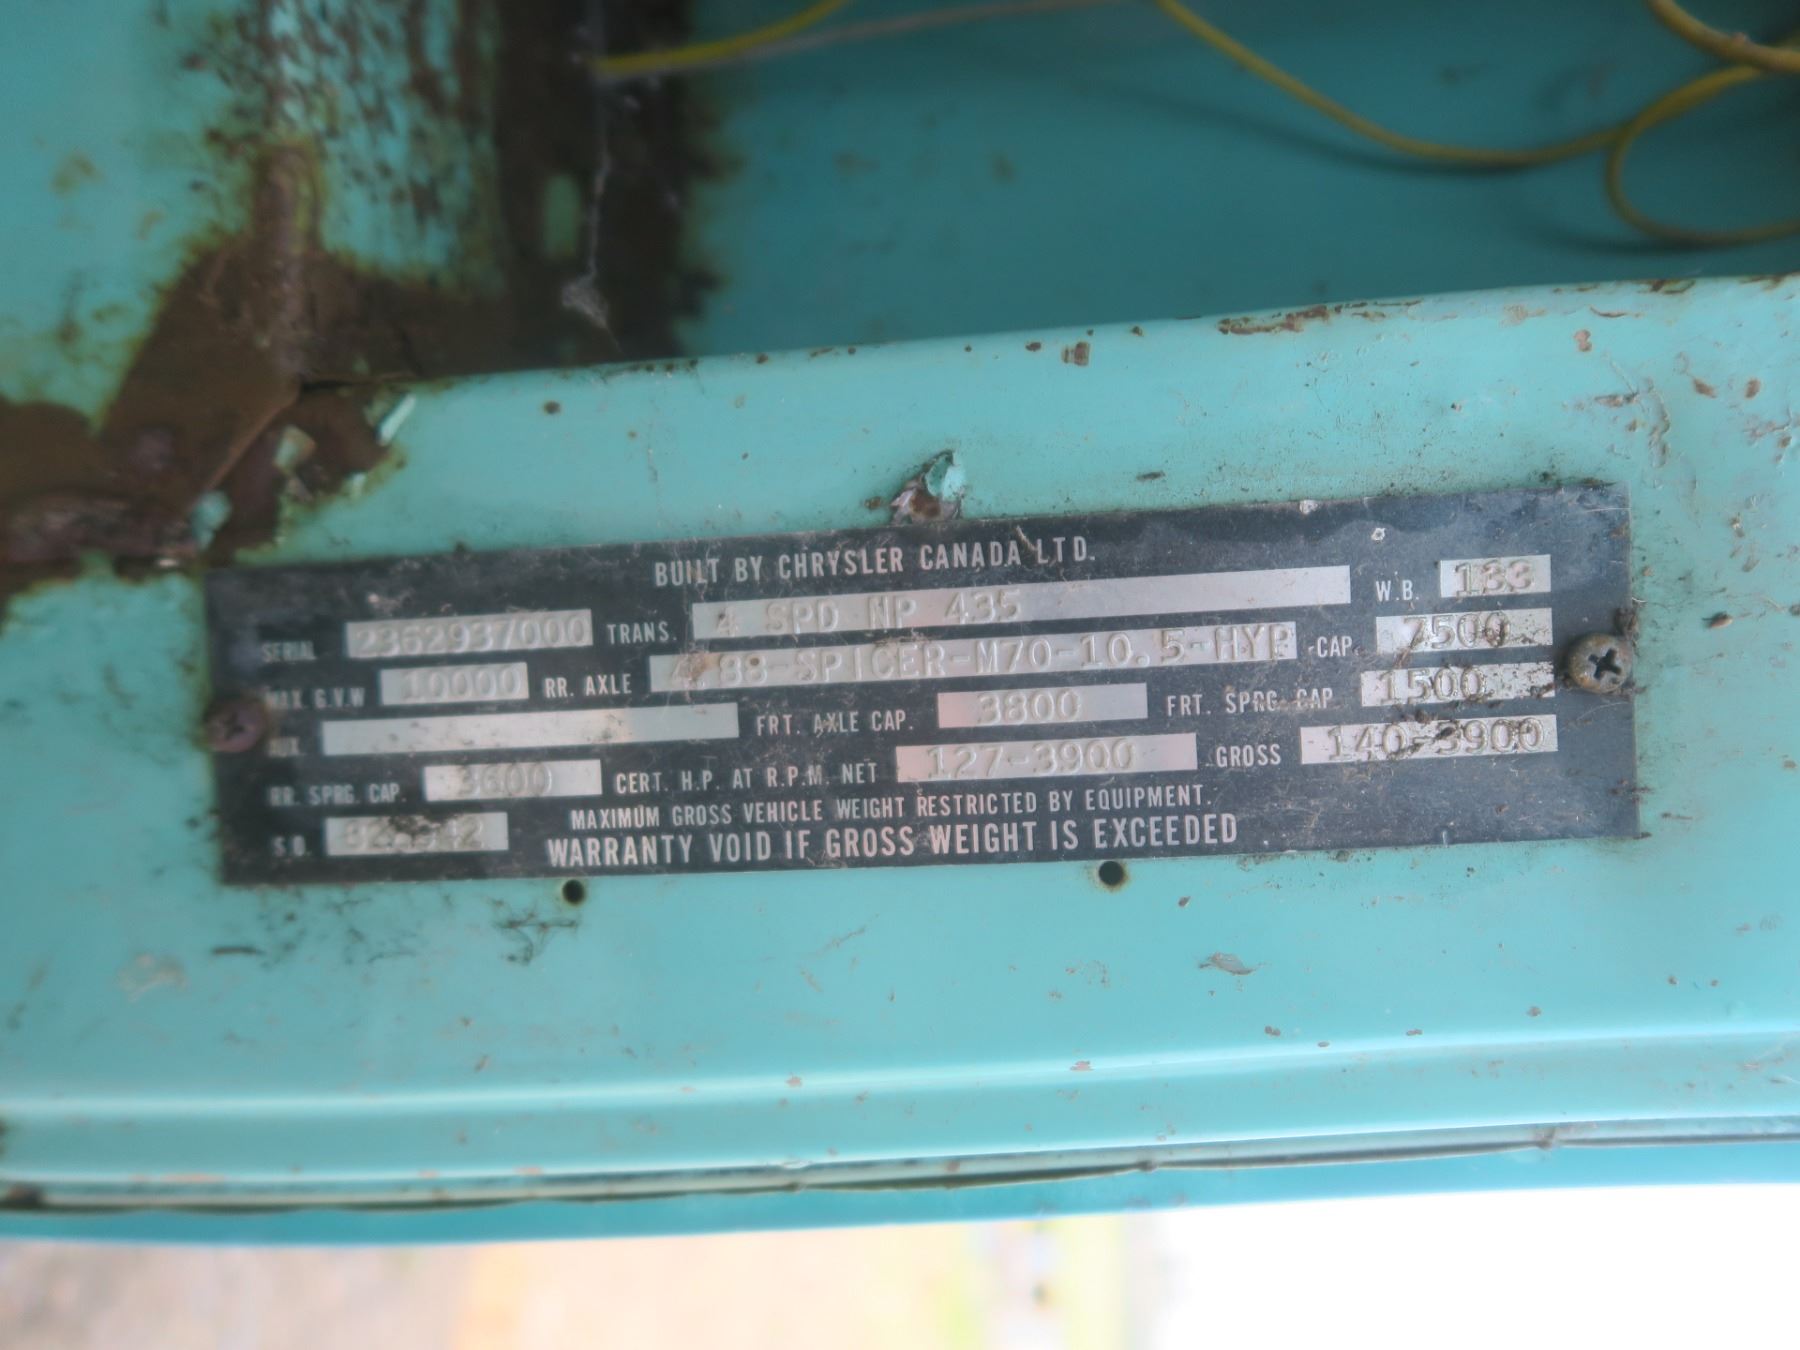 BUILT BY CHRYSLER CANADA LTD.
SERIAL 2362937000 TRANS. 4 SPD NP 435 W.B. 133
MAX. G.V.W 10000 RR. AXLE 4.88-SPICER-M70-10.5-HYP CAP. 7500
AUX. FRT. AXLE CAP. 3800 FRT. SPRG. CAP 1500
RR. SPRG. CAP. 3600 CERT. H.P. AT R.P.M. NET 127-3900 GROSS 140-3900
MAXIMUM GROSS VEHICLE WEIGHT RESTRICTED BY EQUIPMENT.
S.O. WARRANTY VOID IF GROSS WEIGHT IS EXCEEDED